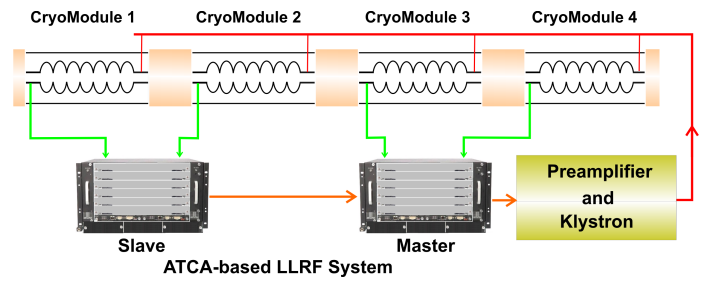 CryoModule 1 CryoModule 2 CryoModule 3 CryoModule 4
Preamplifier
and
Klystron
Slave Master
ATCA-based LLRF System